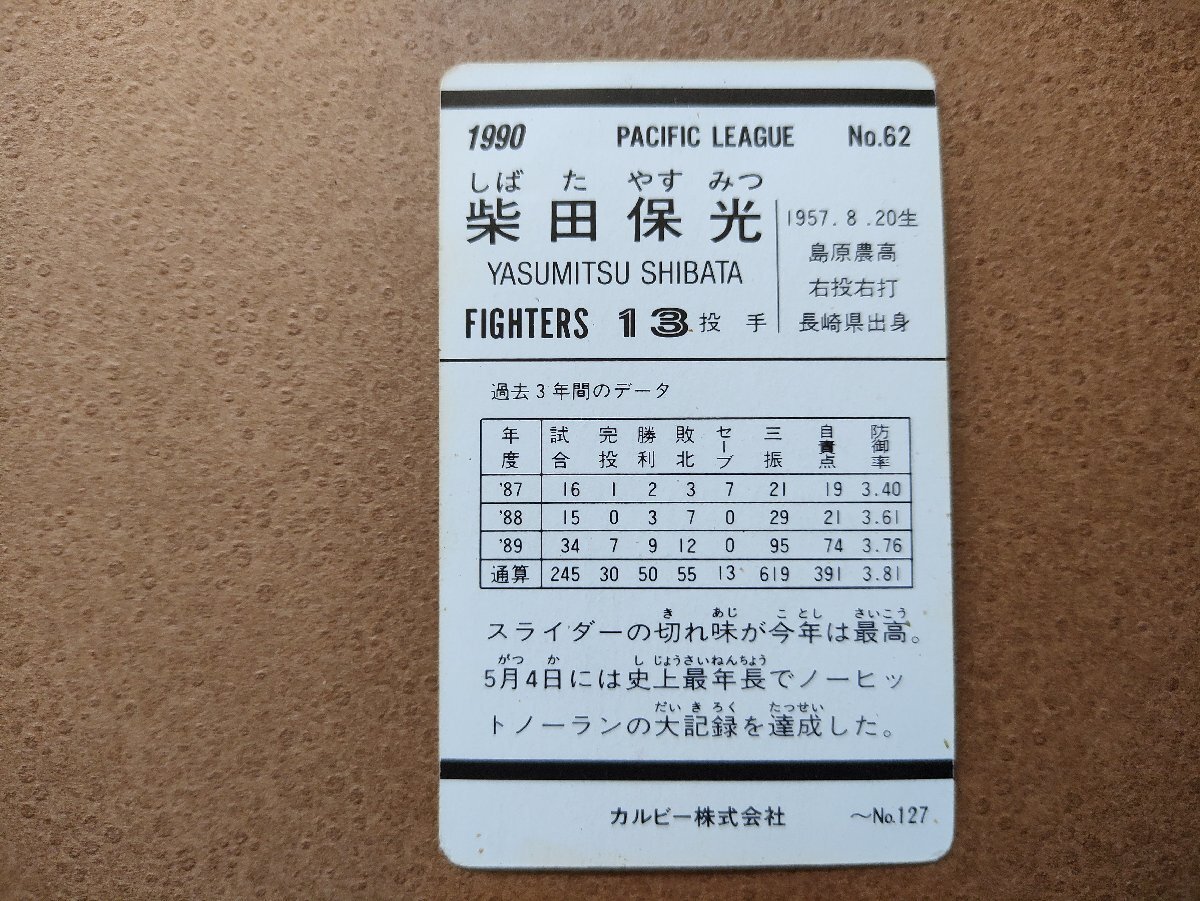 1990 PACIFIC LEAGUE No.62
しば た やす みつ
柴田保光
YASUMITSU SHIBATA
FIGHTERS 13 投手
1957. 8 .20生
島原農高
右投右打
長崎県出身
過去3年間のデータ
年度 試合 完投 勝利 敗北 セーブ 三振 自責点 防御率
'87 16 1 2 3 7 21 19 3.40
'88 15 0 3 7 0 29 21 3.61
'89 34 7 9 12 0 95 74 3.76
通算 245 30 50 55 13 619 391 3.81
き あじ こ とし さいこう
スライダーの切れ味が今年は最高。
がつ か し じょうさいねんちょう
5月4日には史上最年長でノーヒッ
だい き ろく たっせい
トノーランの大記録を達成した。
カルビー株式会社 〜No.127